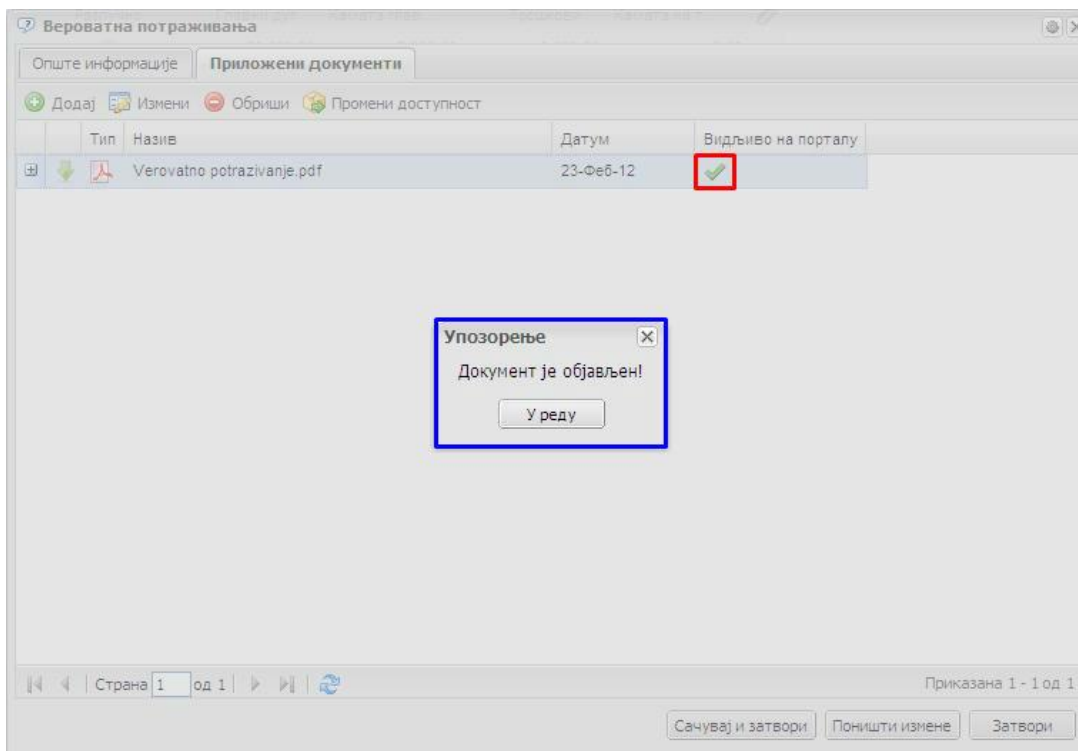 Вероватна потраживања
Опште информације Приложени документи
Додај Измени Обриши Промени доступност
Тип Назив Датум Видљиво на порталу
Verovatno potrazivanje.pdf 23-Феб-12
Упозорење
Документ је објављен!
У реду
Страна 1 од 1 Приказана 1 - 1 од 1
Сачувај и затвори Поништи измене Затвори